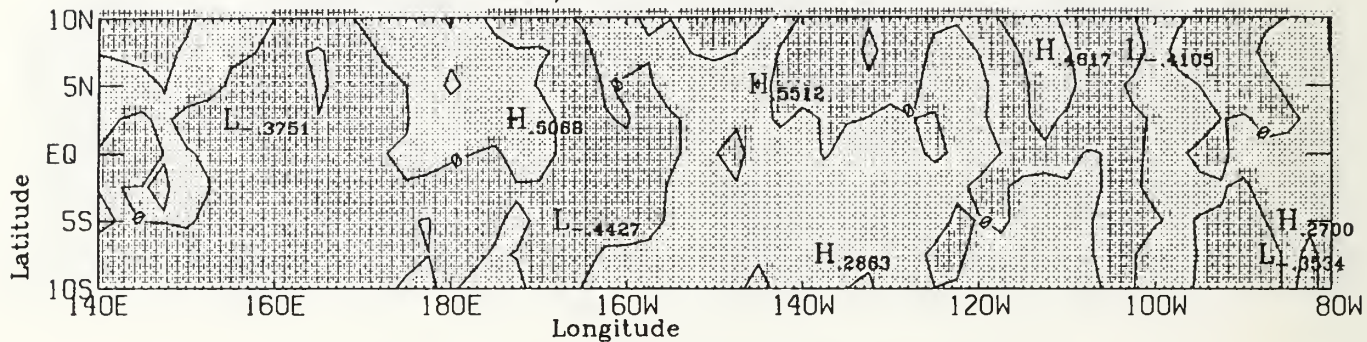 10N
H.4817 L-.4105
0
5N H.5512
0
L-.3751 H.5068
0
EQ 0
5S 0 L-.4427 0 H.2700
H.2863 L-.3534
10S
140E 160E 180E 160W 140W 120W 100W 80W
Longitude
Latitude